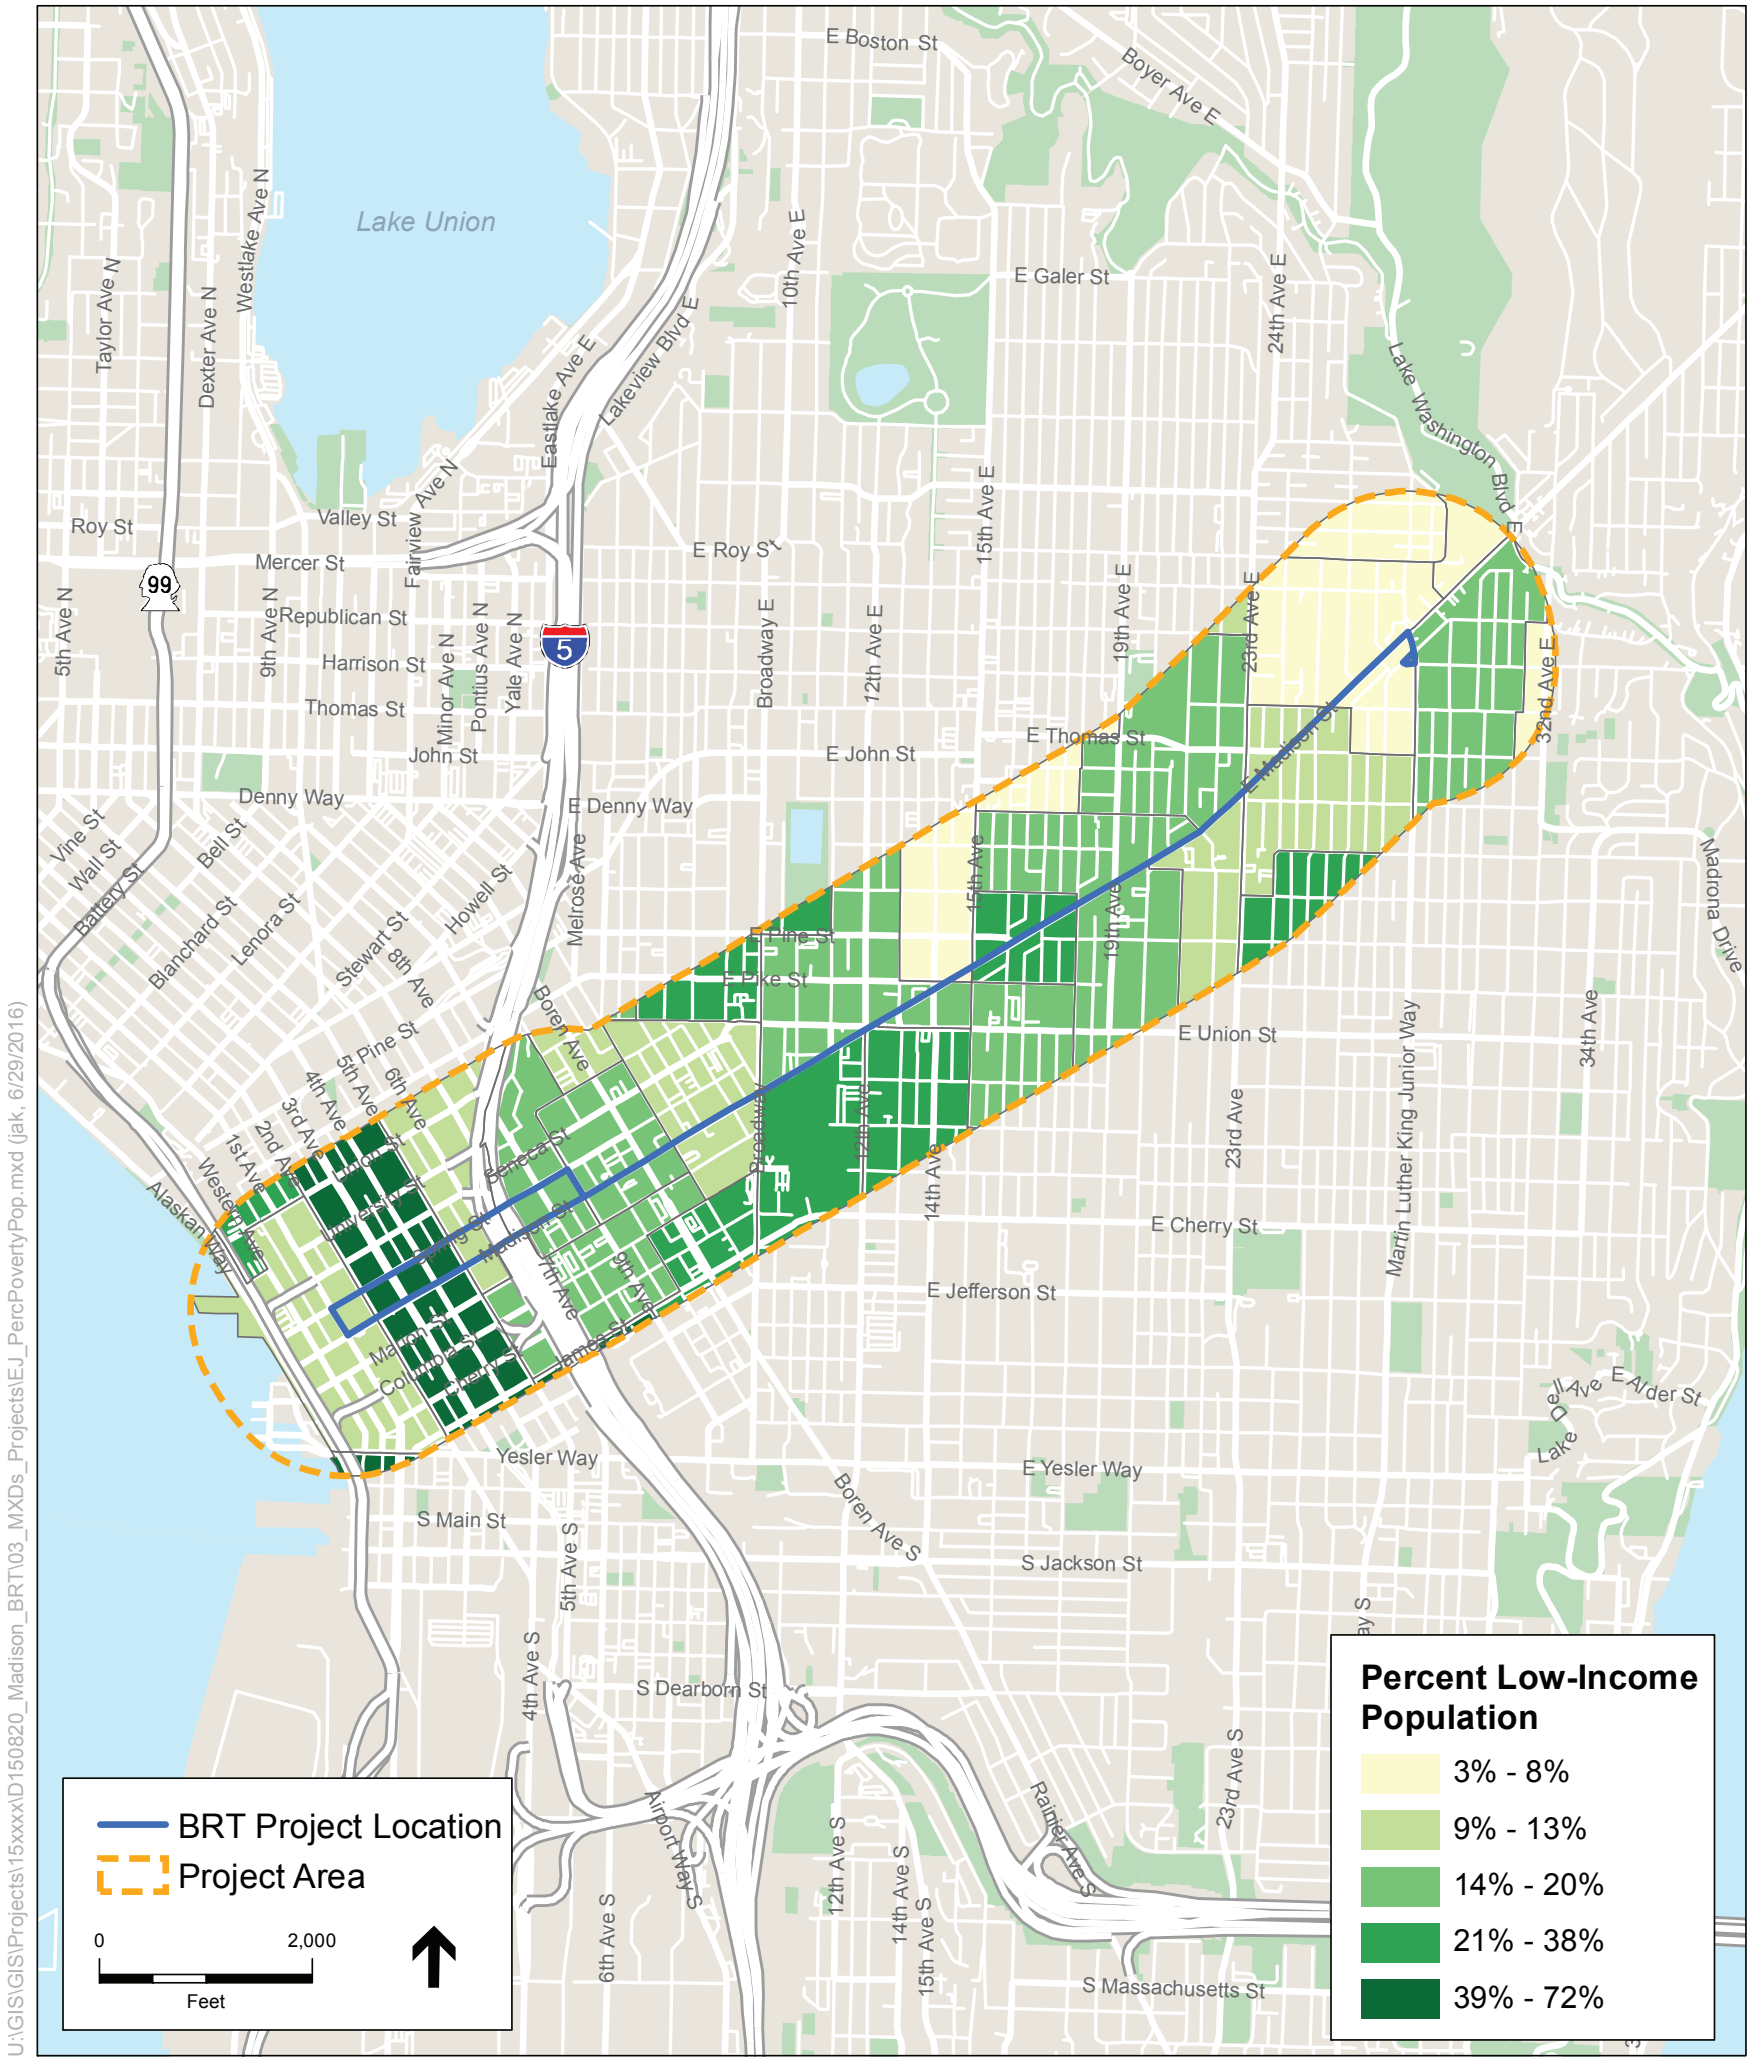 E Boston St
Boyer Ave E
Lake Union
Westlake Ave N
10th Ave E
E Galer St
24th Ave E
Taylor Ave N
Dexter Ave N
Eastlake Ave E
Lakeview Blvd E
Lake Washington Blvd E
Fairview Ave N
15th Ave E
Roy St
Valley St
E Roy St
Mercer St
99
5th Ave N
9th Ave N
Republican St
Minor Ave N
Pontius Ave N
Yale Ave N
5
Broadway E
12th Ave E
19th Ave E
23rd Ave E
32nd Ave E
Harrison St
Thomas St
John St
E John St
E Thomas St
E Madison St
Denny Way
E Denny Way
Vine St
Wall St
Battery St
Bell St
Blanchard St
Lenora St
Stewart St
8th Ave
Howell St
Melrose Ave
15th Ave
19th Ave
Madrona Drive
E Pine St
E Pike St
Boren Ave
Pine St
6th Ave
5th Ave
4th Ave
3rd Ave
2nd Ave
1st Ave
Western Ave
Alaskan Way
Union St
University St
Seneca St
Spring St
Madison St
7th Ave
9th Ave
Marion St
Columbia St
Cherry St
James St
Broadway
12th Ave
14th Ave
23rd Ave
E Union St
Martin Luther King Junior Way
34th Ave
E Cherry St
E Jefferson St
Lake Dell Ave
E Alder St
Yesler Way
E Yesler Way
S Main St
Boren Ave S
S Jackson St
5th Ave S
4th Ave S
ay S
S Dearborn St
Airport Way S
6th Ave S
12th Ave S
14th Ave S
15th Ave S
Rainier Ave S
23rd Ave S
S Massachusetts St
3
BRT Project Location
Project Area
0 2,000
Feet
Percent Low-Income
Population
3% - 8%
9% - 13%
14% - 20%
21% - 38%
39% - 72%
U:\GIS\GIS\Projects\15xxxx\D150820_Madison_BRT\03_MXDs_Projects\EJ_PercPovertyPop.mxd (jak, 6/29/2016)